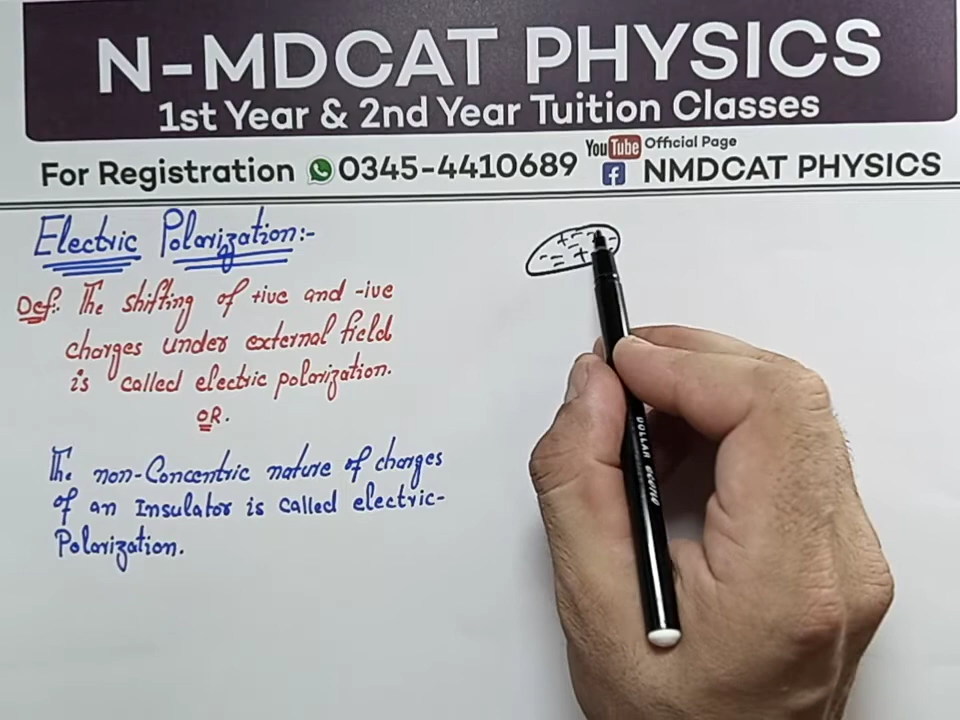 N-MDCAT PHYSICS
1st Year & 2nd Year Tuition Classes
For Registration 0345-4410689 YouTube Official Page
NMDCAT PHYSICS
Electric Polarization:-
Def: The shifting of +ive and -ive
charges under external field
is called electric polarization.
OR.
The non-Concentric nature of charges
of an Insulator is called electric-
Polarization.
DOLLAR